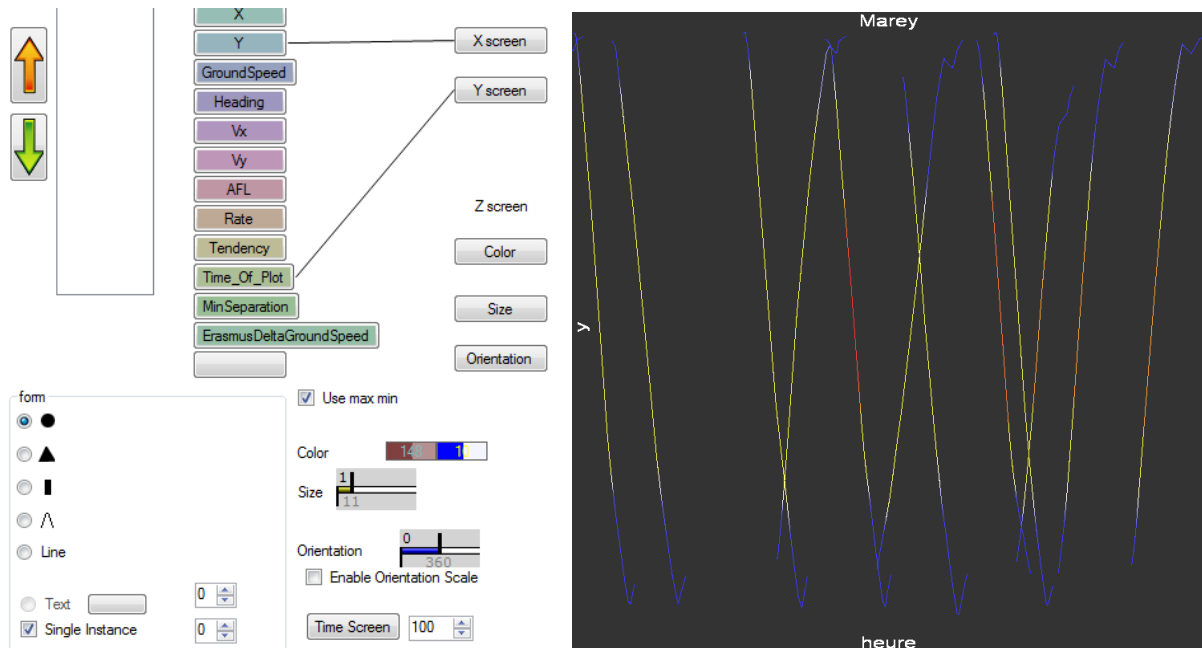 X
Y
GroundSpeed
Heading
Vx
Vy
AFL
Rate
Tendency
Time_Of_Plot
MinSeparation
ErasmusDeltaGroundSpeed
X screen
Y screen
Z screen
Color
Size
Orientation
form
Line
Text
0
Single Instance
0
Use max min
Color
148
10
Size
1
11
Orientation
0
360
Enable Orientation Scale
Time Screen
100
Marey
y
heure